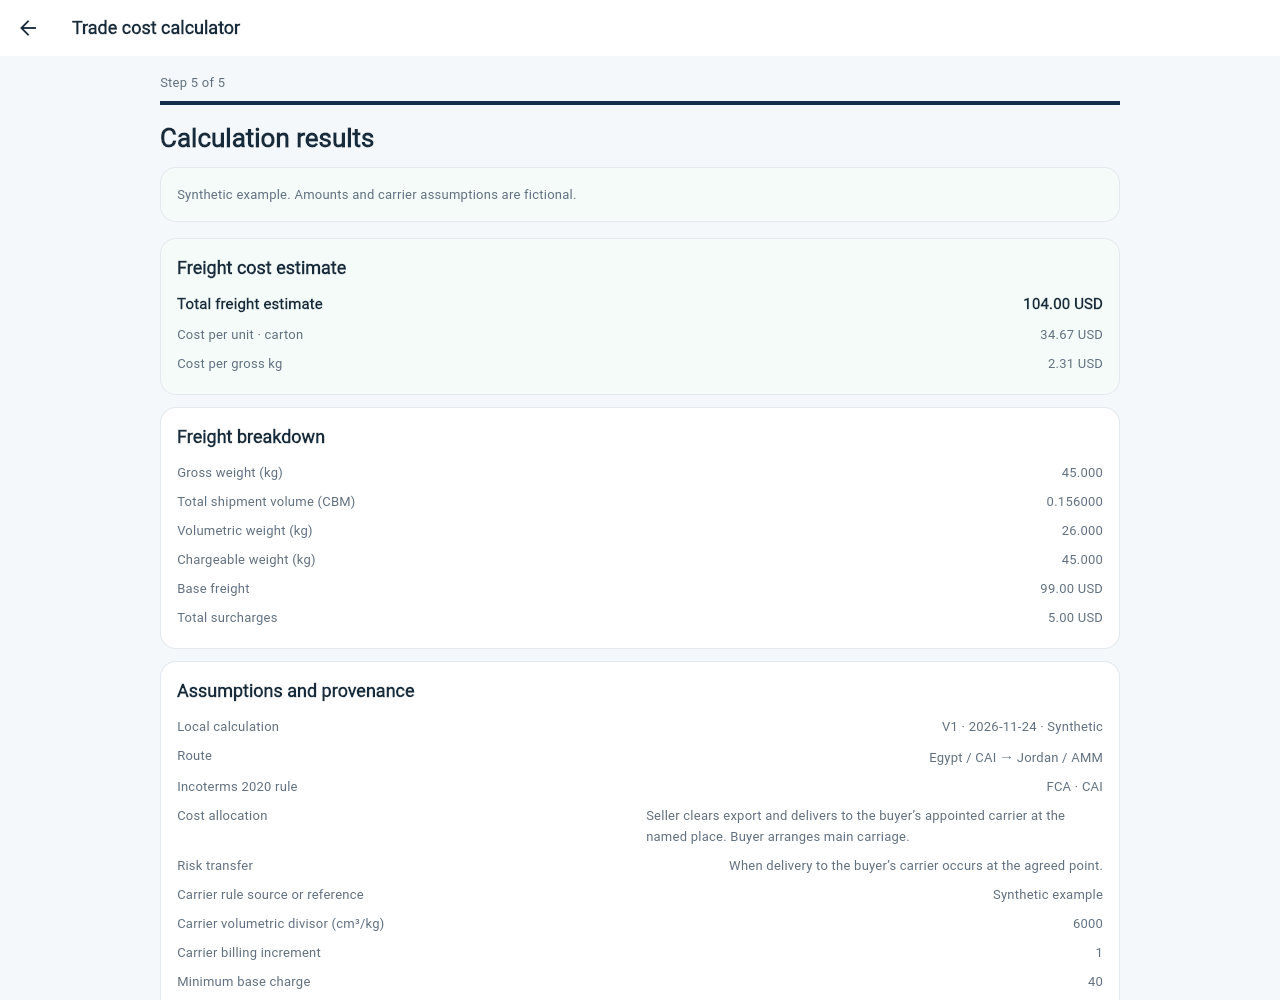 Trade cost calculator
Step 5 of 5
Calculation results
Synthetic example. Amounts and carrier assumptions are fictional.
Freight cost estimate
Total freight estimate 104.00 USD
Cost per unit · carton 34.67 USD
Cost per gross kg 2.31 USD
Freight breakdown
Gross weight (kg) 45.000
Total shipment volume (CBM) 0.156000
Volumetric weight (kg) 26.000
Chargeable weight (kg) 45.000
Base freight 99.00 USD
Total surcharges 5.00 USD
Assumptions and provenance
Local calculation V1 · 2026-11-24 · Synthetic
Route Egypt / CAI → Jordan / AMM
Incoterms 2020 rule FCA · CAI
Cost allocation Seller clears export and delivers to the buyer’s appointed carrier at the
named place. Buyer arranges main carriage.
Risk transfer When delivery to the buyer’s carrier occurs at the agreed point.
Carrier rule source or reference Synthetic example
Carrier volumetric divisor (cm³/kg) 6000
Carrier billing increment 1
Minimum base charge 40